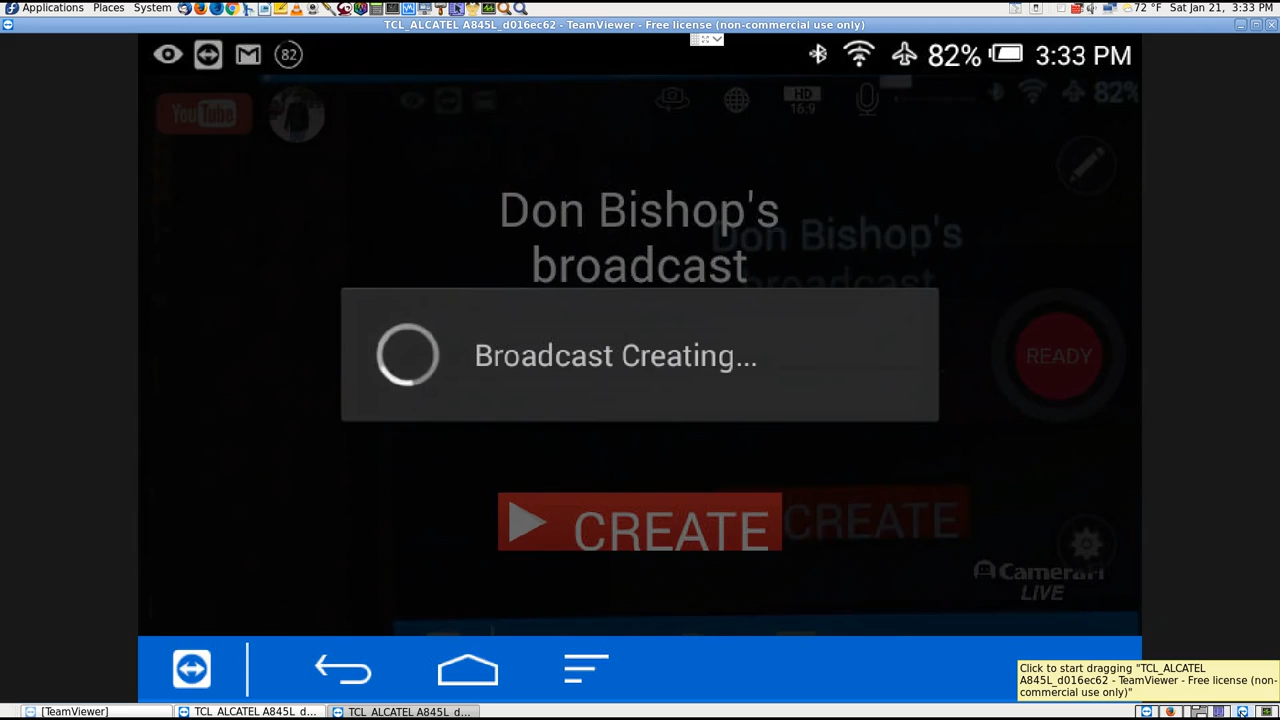 Applications Places System 72 °F Sat Jan 21, 3:33 PM
TCL_ALCATEL A845L_d016ec62 - TeamViewer - Free license (non-commercial use only)
82 82% 3:33 PM
YouTube HD 82%
16:9
Don Bishop's
broadcast
Don Bishop's
broadcast
Broadcast Creating...
READY
CREATE
CREATE
Camerafi
LIVE
Click to start dragging "TCL_ALCATEL
A845L_d016ec62 - TeamViewer - Free license (non-
commercial use only)"
[TeamViewer] TCL_ALCATEL A845L_d... TCL_ALCATEL A845L_d...